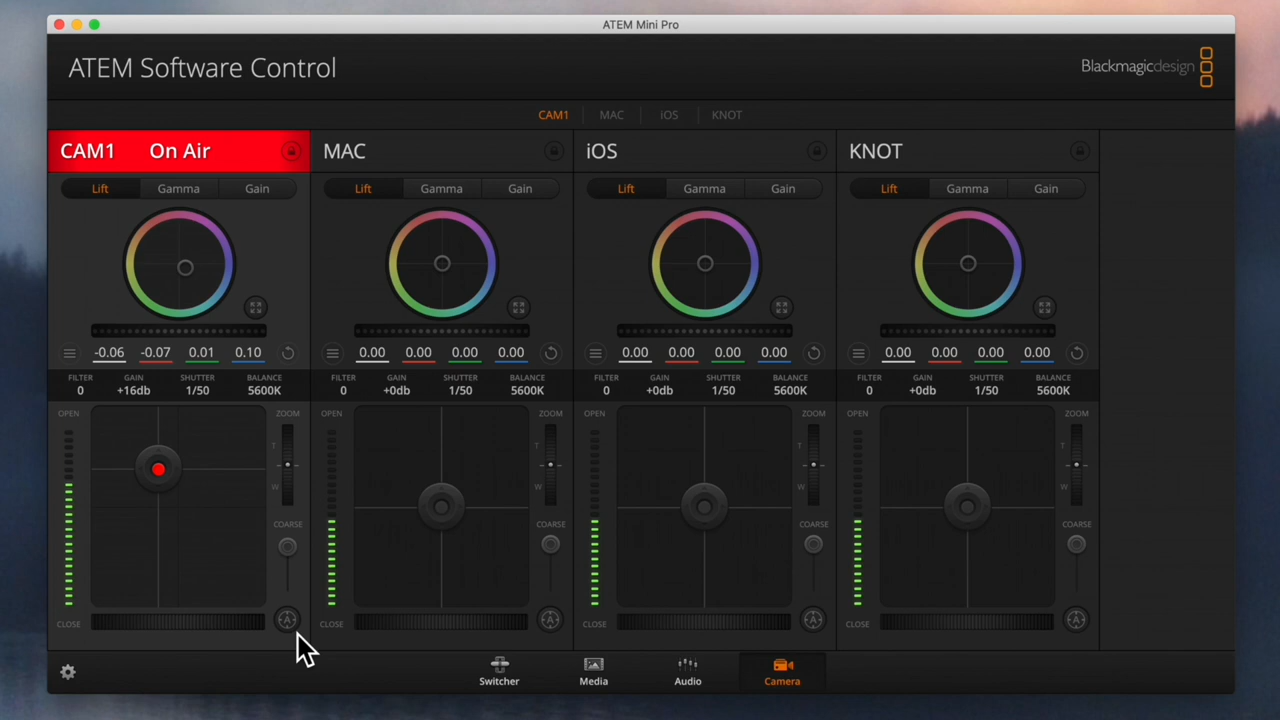 ATEM Mini Pro
ATEM Software Control
Blackmagicdesign
CAM1 MAC iOS KNOT
CAM1 On Air MAC iOS KNOT
Lift Gamma Gain Lift Gamma Gain Lift Gamma Gain Lift Gamma Gain
-0.06 -0.07 0.01 0.10 0.00 0.00 0.00 0.00 0.00 0.00 0.00 0.00 0.00 0.00 0.00 0.00
FILTER GAIN SHUTTER BALANCE FILTER GAIN SHUTTER BALANCE FILTER GAIN SHUTTER BALANCE FILTER GAIN SHUTTER BALANCE
0 +16db 1/50 5600K 0 +0db 1/50 5600K 0 +0db 1/50 5600K 0 +0db 1/50 5600K
OPEN ZOOM OPEN ZOOM OPEN ZOOM OPEN ZOOM
T T T T
W W W W
COARSE COARSE COARSE COARSE
A A A A
CLOSE CLOSE CLOSE CLOSE
Switcher Media Audio Camera